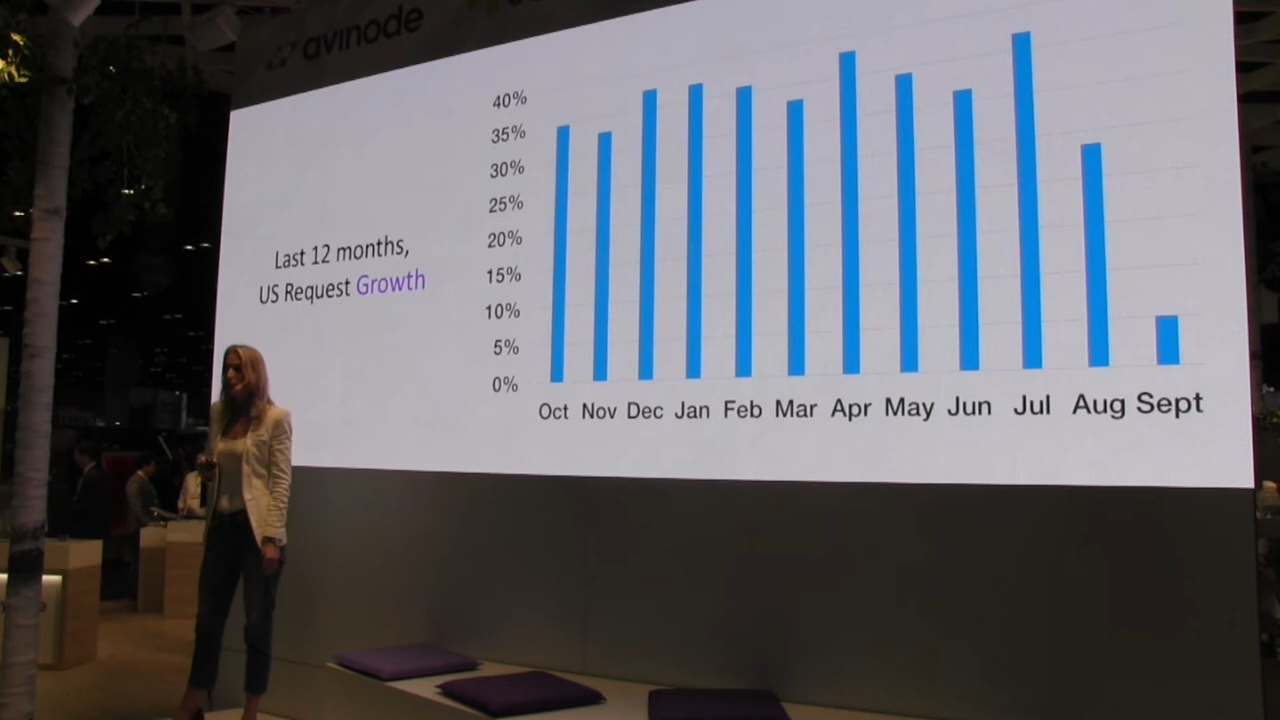 avinode
40%
35%
30%
25%
20%
15%
10%
5%
0%
Last 12 months,
US Request Growth
Oct Nov Dec Jan Feb Mar Apr May Jun Jul Aug Sept